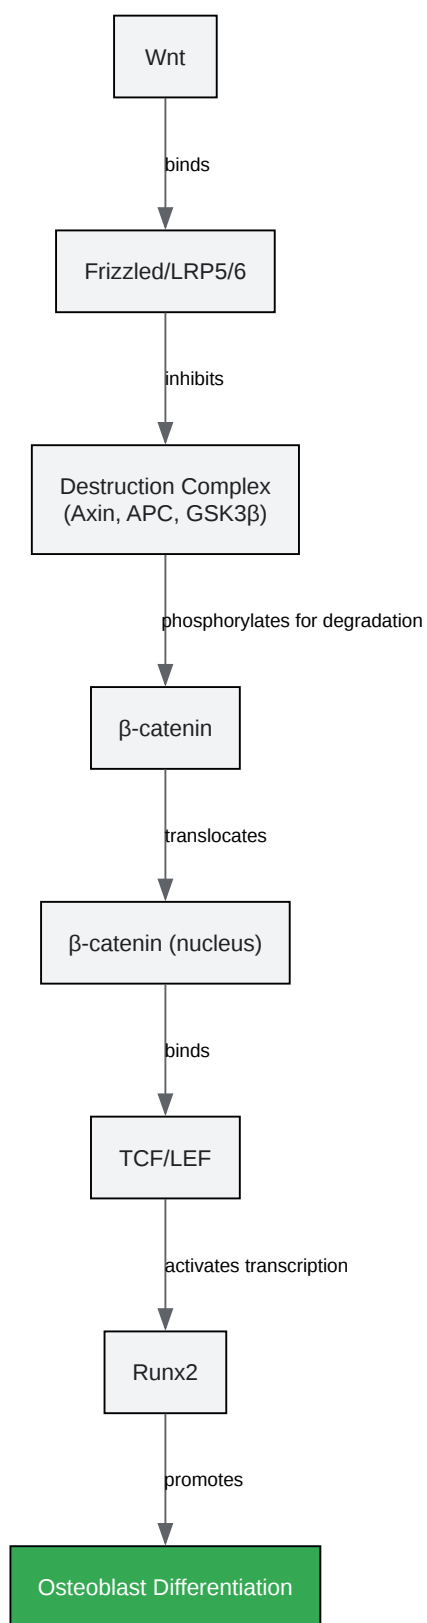 Wnt
binds
Frizzled/LRP5/6
inhibits
Destruction Complex
(Axin, APC, GSK3β)
phosphorylates for degradation
β-catenin
translocates
β-catenin (nucleus)
binds
TCF/LEF
activates transcription
Runx2
promotes
Osteoblast Differentiation